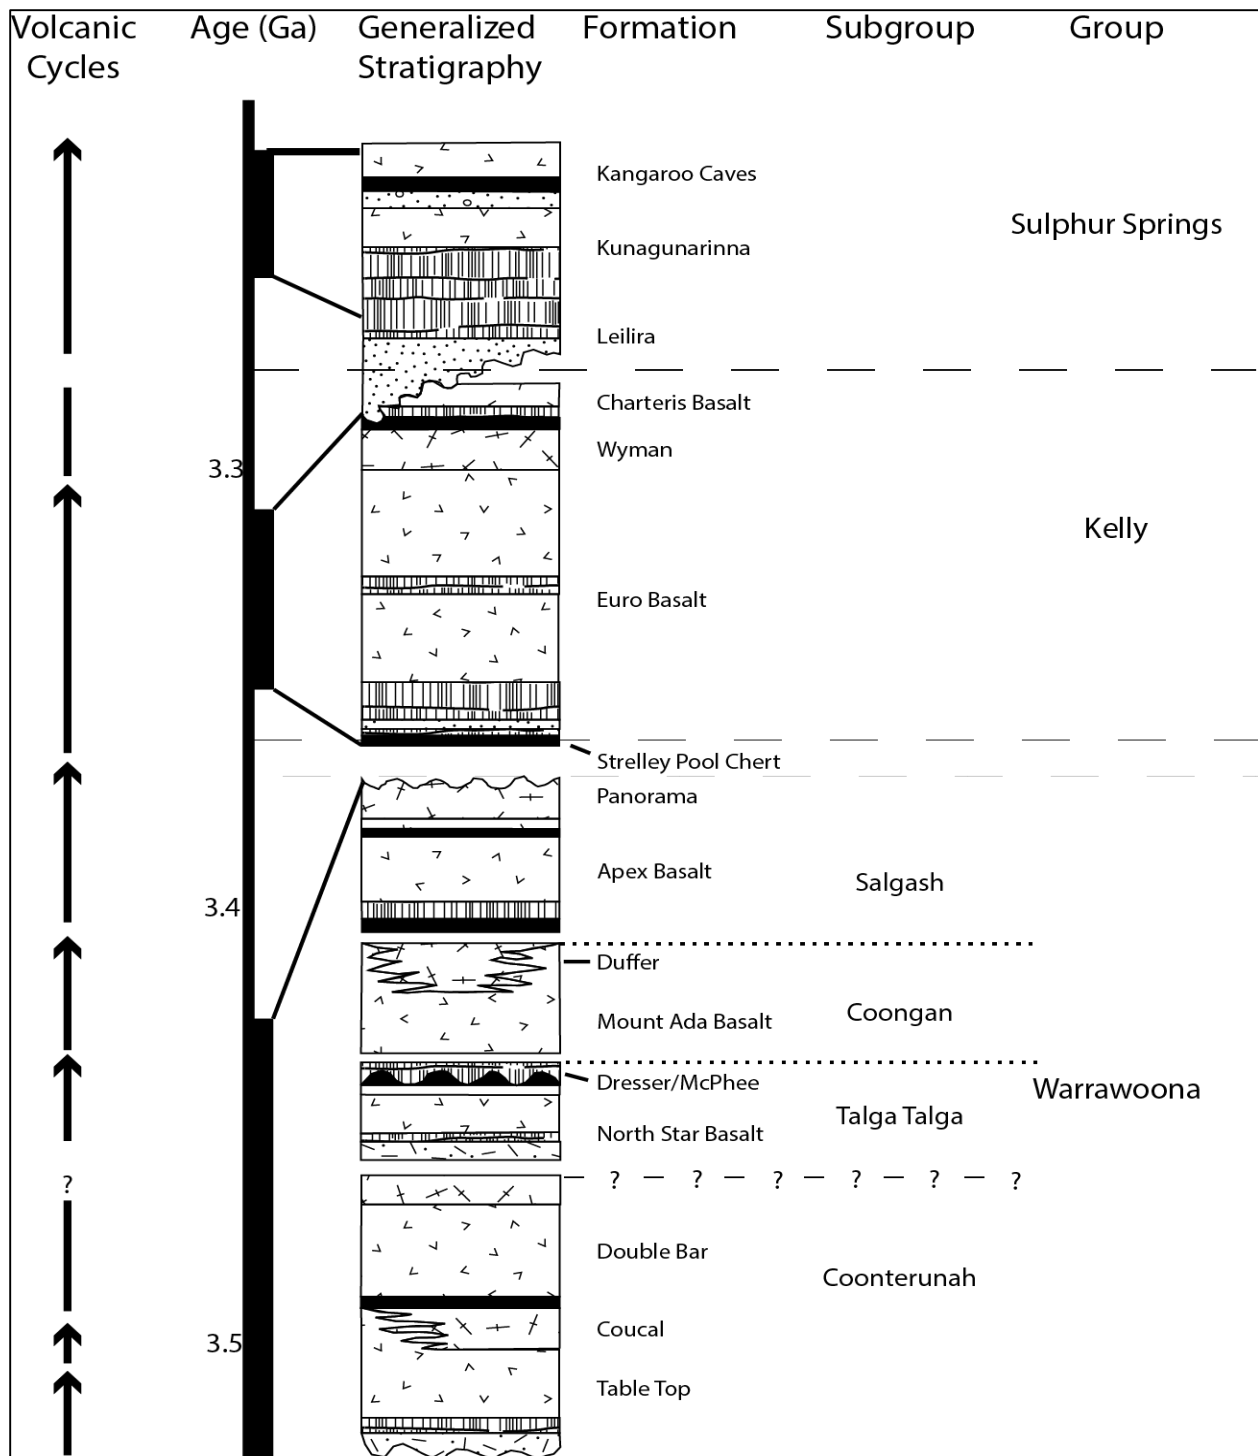 Volcanic Cycles
Age (Ga)
Generalized Stratigraphy
Formation
Subgroup
Group
Kangaroo Caves
Sulphur Springs
Kunagunarinna
Leilira
Charteris Basalt
Wyman
3.3
Kelly
Euro Basalt
Strelley Pool Chert
Panorama
Apex Basalt
Salgash
3.4
Duffer
Coongan
Mount Ada Basalt
Dresser/McPhee
Warrawoona
Talga Talga
North Star Basalt
? ? ? ? ? ? ?
Double Bar
Coonterunah
Coucal
3.5
Table Top